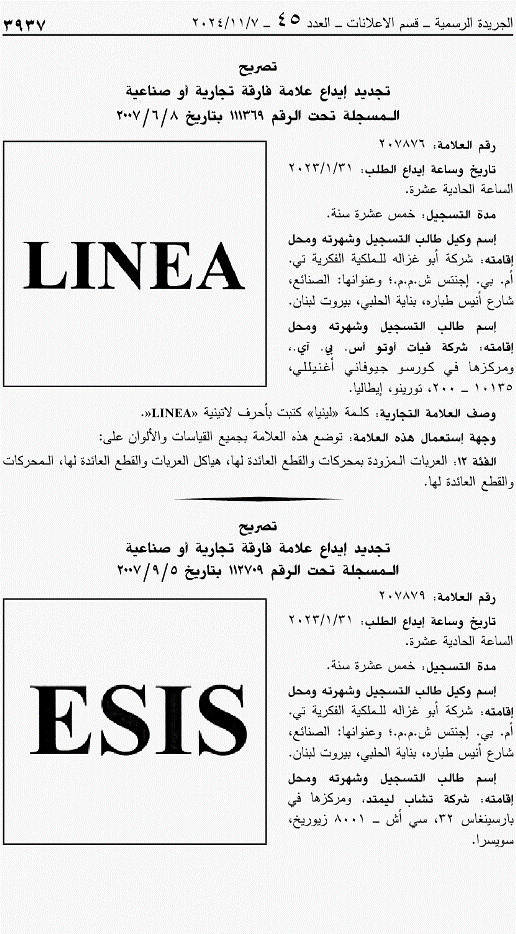 الجريدة الرسمية ـ قسم الاعلانات ـ العدد ٤٥ ـ ٢٠٢٤/١١/٧
٣٩٣٧
تصريح
تجديد إيداع علامة فارقة تجارية أو صناعية
المسجلة تحت الرقم ١١١٣٦٩ بتاريخ ٢٠٠٧/٦/٨
رقم العلامة: ٢٠٧٨٧٦
تاريخ وساعة إيداع الطلب: ٢٠٢٣/١/٣١
الساعة الحادية عشرة.
مدة التسجيل: خمس عشرة سنة.
إسم وكيل طالب التسجيل وشهرته ومحل
إقامته: شركة أبو غزاله للملكية الفكرية تي.
أم. بي. إجنتس ش.م.م.؛ وعنوانها: الصنائع،
شارع أنيس طباره، بناية الحلبي، بيروت لبنان.
إسم طالب التسجيل وشهرته ومحل
إقامته: شركة فيات أوتو أس. بي. آي.،
ومركزها في كورسو جيوفاني أغنيللي،
١٠١٣٥ ـ ٢٠٠، تورينو، إيطاليا.
LINEA
وصف العلامة التجارية: كلمة «لينيا» كتبت بأحرف لاتينية «LINEA».
وجهة إستعمال هذه العلامة: توضع هذه العلامة بجميع القياسات والألوان على:
الفئة ١٢: العربات المزودة بمحركات والقطع العائدة لها، هياكل العربات والقطع العائدة لها، المحركات
والقطع العائدة لها.
تصريح
تجديد إيداع علامة فارقة تجارية أو صناعية
المسجلة تحت الرقم ١١٢٧٠٩ بتاريخ ٢٠٠٧/٩/٥
رقم العلامة: ٢٠٧٨٧٩
تاريخ وساعة إيداع الطلب: ٢٠٢٣/١/٣١
الساعة الحادية عشرة.
مدة التسجيل: خمس عشرة سنة.
إسم وكيل طالب التسجيل وشهرته ومحل
إقامته: شركة أبو غزاله للملكية الفكرية تي.
أم. بي. إجنتس ش.م.م.؛ وعنوانها: الصنائع،
شارع أنيس طباره، بناية الحلبي، بيروت لبنان.
إسم طالب التسجيل وشهرته ومحل
إقامته: شركة تشاب ليمتد، ومركزها في
بارسينغاس ٣٢، سي أش ـ ٨٠٠١ زيوريخ،
سويسرا.
ESIS